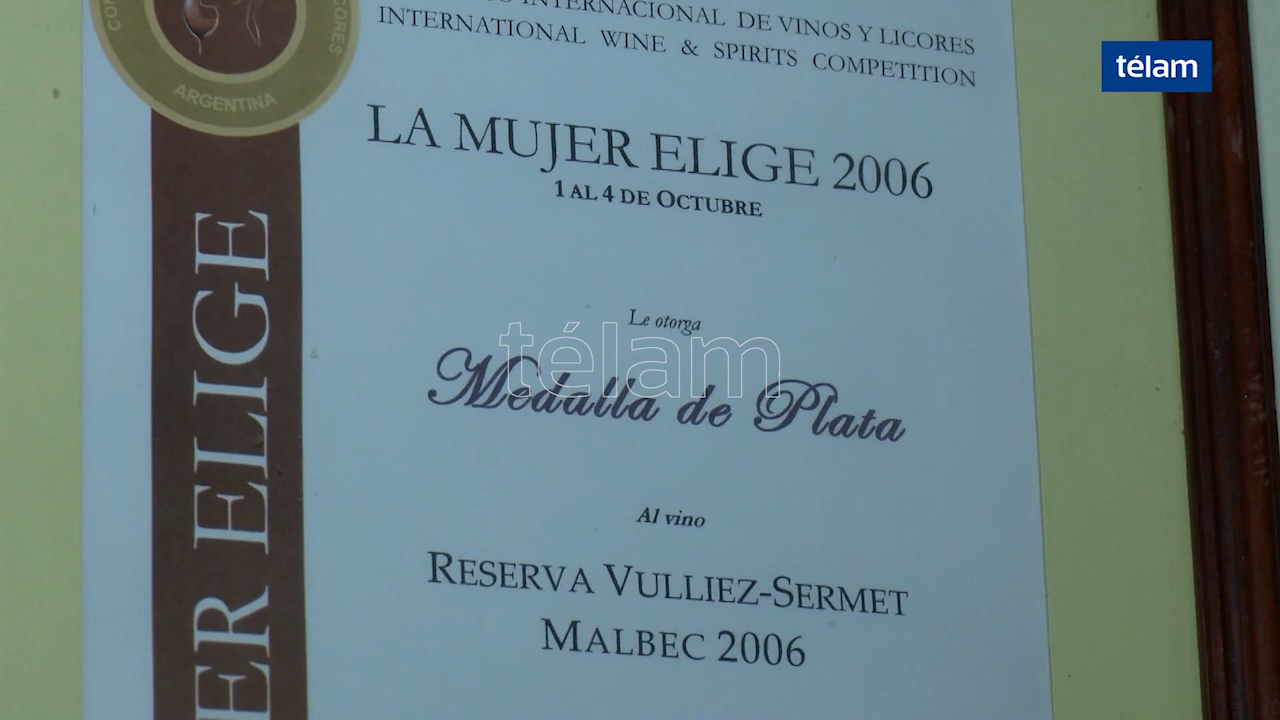 INTERNACIONAL DE VINOS Y LICORES
INTERNATIONAL WINE & SPIRITS COMPETITION
télam
ARGENTINA
LA MUJER ELIGE 2006
1 AL 4 DE OCTUBRE
Le otorga
télam
Medalla de Plata
Al vino
RESERVA VULLIEZ-SERMET
MALBEC 2006
ER ELIGE